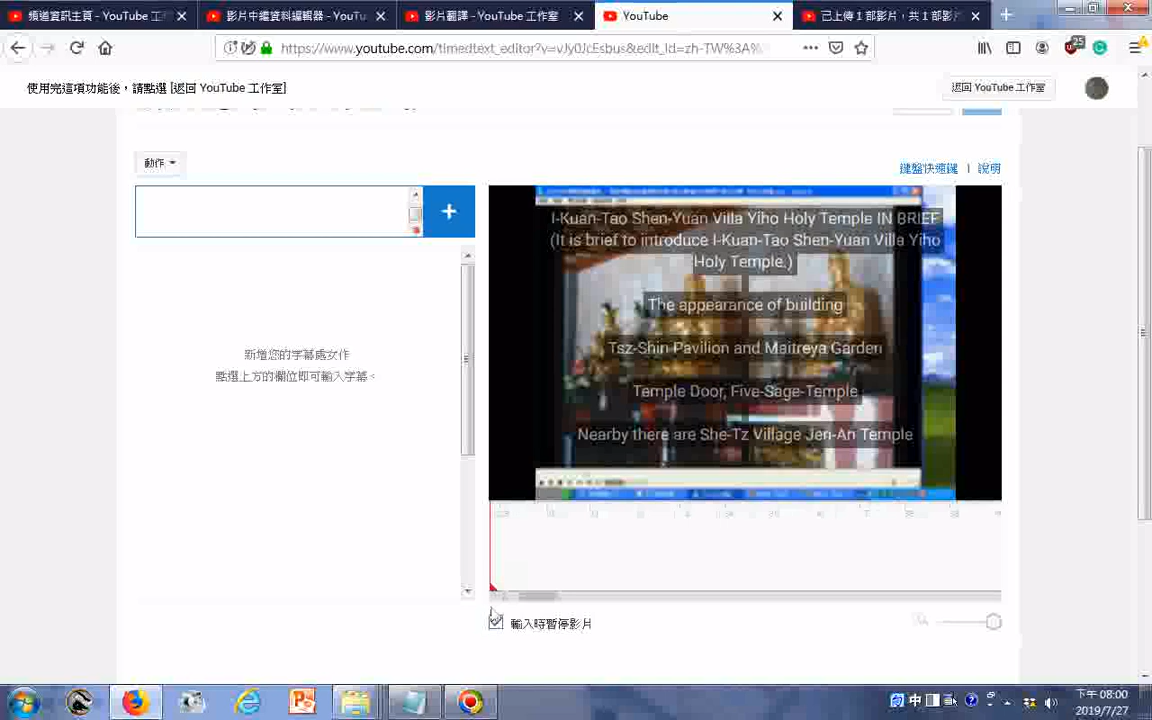 頻道資訊主頁 - YouTube 工
影片中繼資料編輯器 - YouTu
影片翻譯 - YouTube 工作室
YouTube
已上傳 1 部影片，共 1 部影
https://www.youtube.com/timedtext_editor?v=vJy0JcEsbus&edit_id=zh-TW%3A%
25
使用完這項功能後，請點選 [返回 YouTube 工作室]
返回 YouTube 工作室
動作
鍵盤快速鍵 | 說明
I-Kuan-Tao Shen-Yuan Villa Yiho Holy Temple IN BRIEF
(It is brief to introduce I-Kuan-Tao Shen-Yuan Villa Yiho
Holy Temple.)
The appearance of building
Tsz-Shin Pavilion and Maitreya Garden
Temple Door, Five-Sage-Temple
Nearby there are She-Tz Village Jen-An Temple
新增您的字幕處女作
點選上方的欄位即可輸入字幕。
輸入時暫停影片
中
下午 08:00
2019/7/27